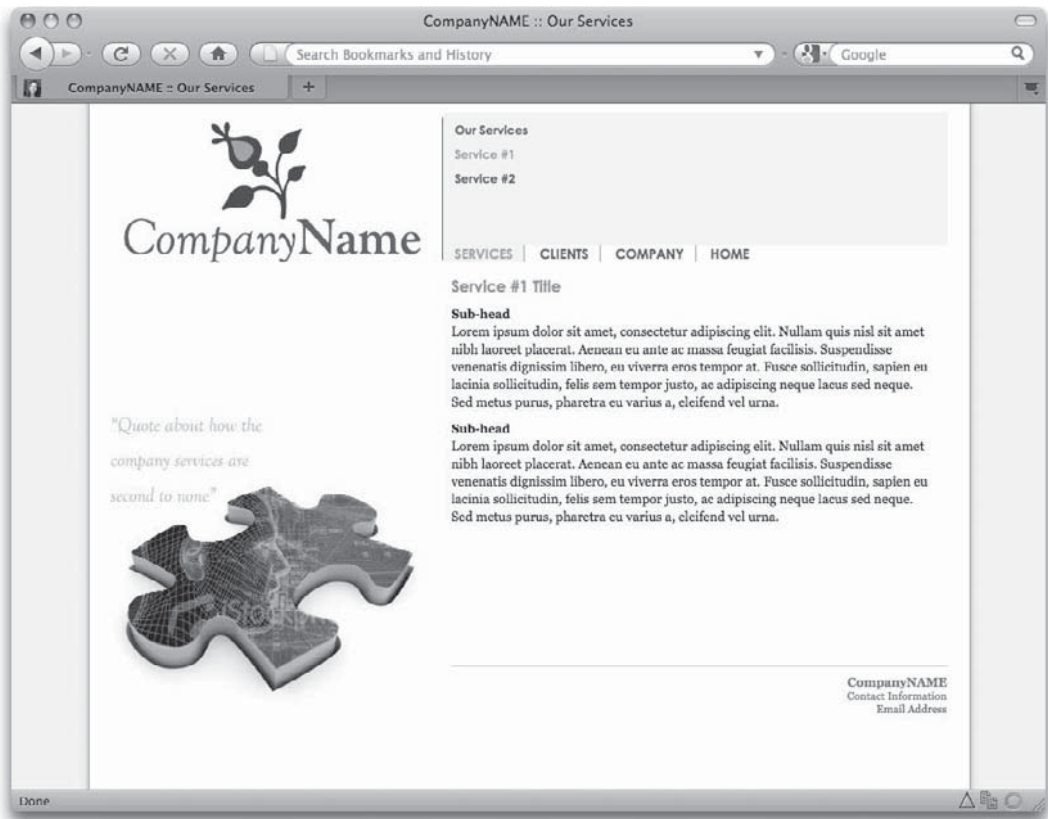 CompanyNAME :: Our Services
Search Bookmarks and History
Google
CompanyNAME :: Our Services
Our Services
Service #1
Service #2
CompanyName
SERVICES
CLIENTS
COMPANY
HOME
Service #1 Title
Sub-head
Lorem ipsum dolor sit amet, consectetur adipiscing elit. Nullam quis nisl sit amet
nibh laoreet placerat. Aenean eu ante ac massa feugiat facilisis. Suspendisse
venenatis dignissim libero, eu viverra eros tempor at. Fusce sollicitudin, sapien eu
lacinia sollicitudin, felis sem tempor justo, ac adipiscing neque lacus sed neque.
Sed metus purus, pharetra eu varius a, eleifend vel urna.
Sub-head
Lorem ipsum dolor sit amet, consectetur adipiscing elit. Nullam quis nisl sit amet
nibh laoreet placerat. Aenean eu ante ac massa feugiat facilisis. Suspendisse
venenatis dignissim libero, eu viverra eros tempor at. Fusce sollicitudin, sapien eu
lacinia sollicitudin, felis sem tempor justo, ac adipiscing neque lacus sed neque.
Sed metus purus, pharetra eu varius a, eleifend vel urna.
"Quote about how the
company services are
second to none"
CompanyNAME
Contact Information
Email Address
Done